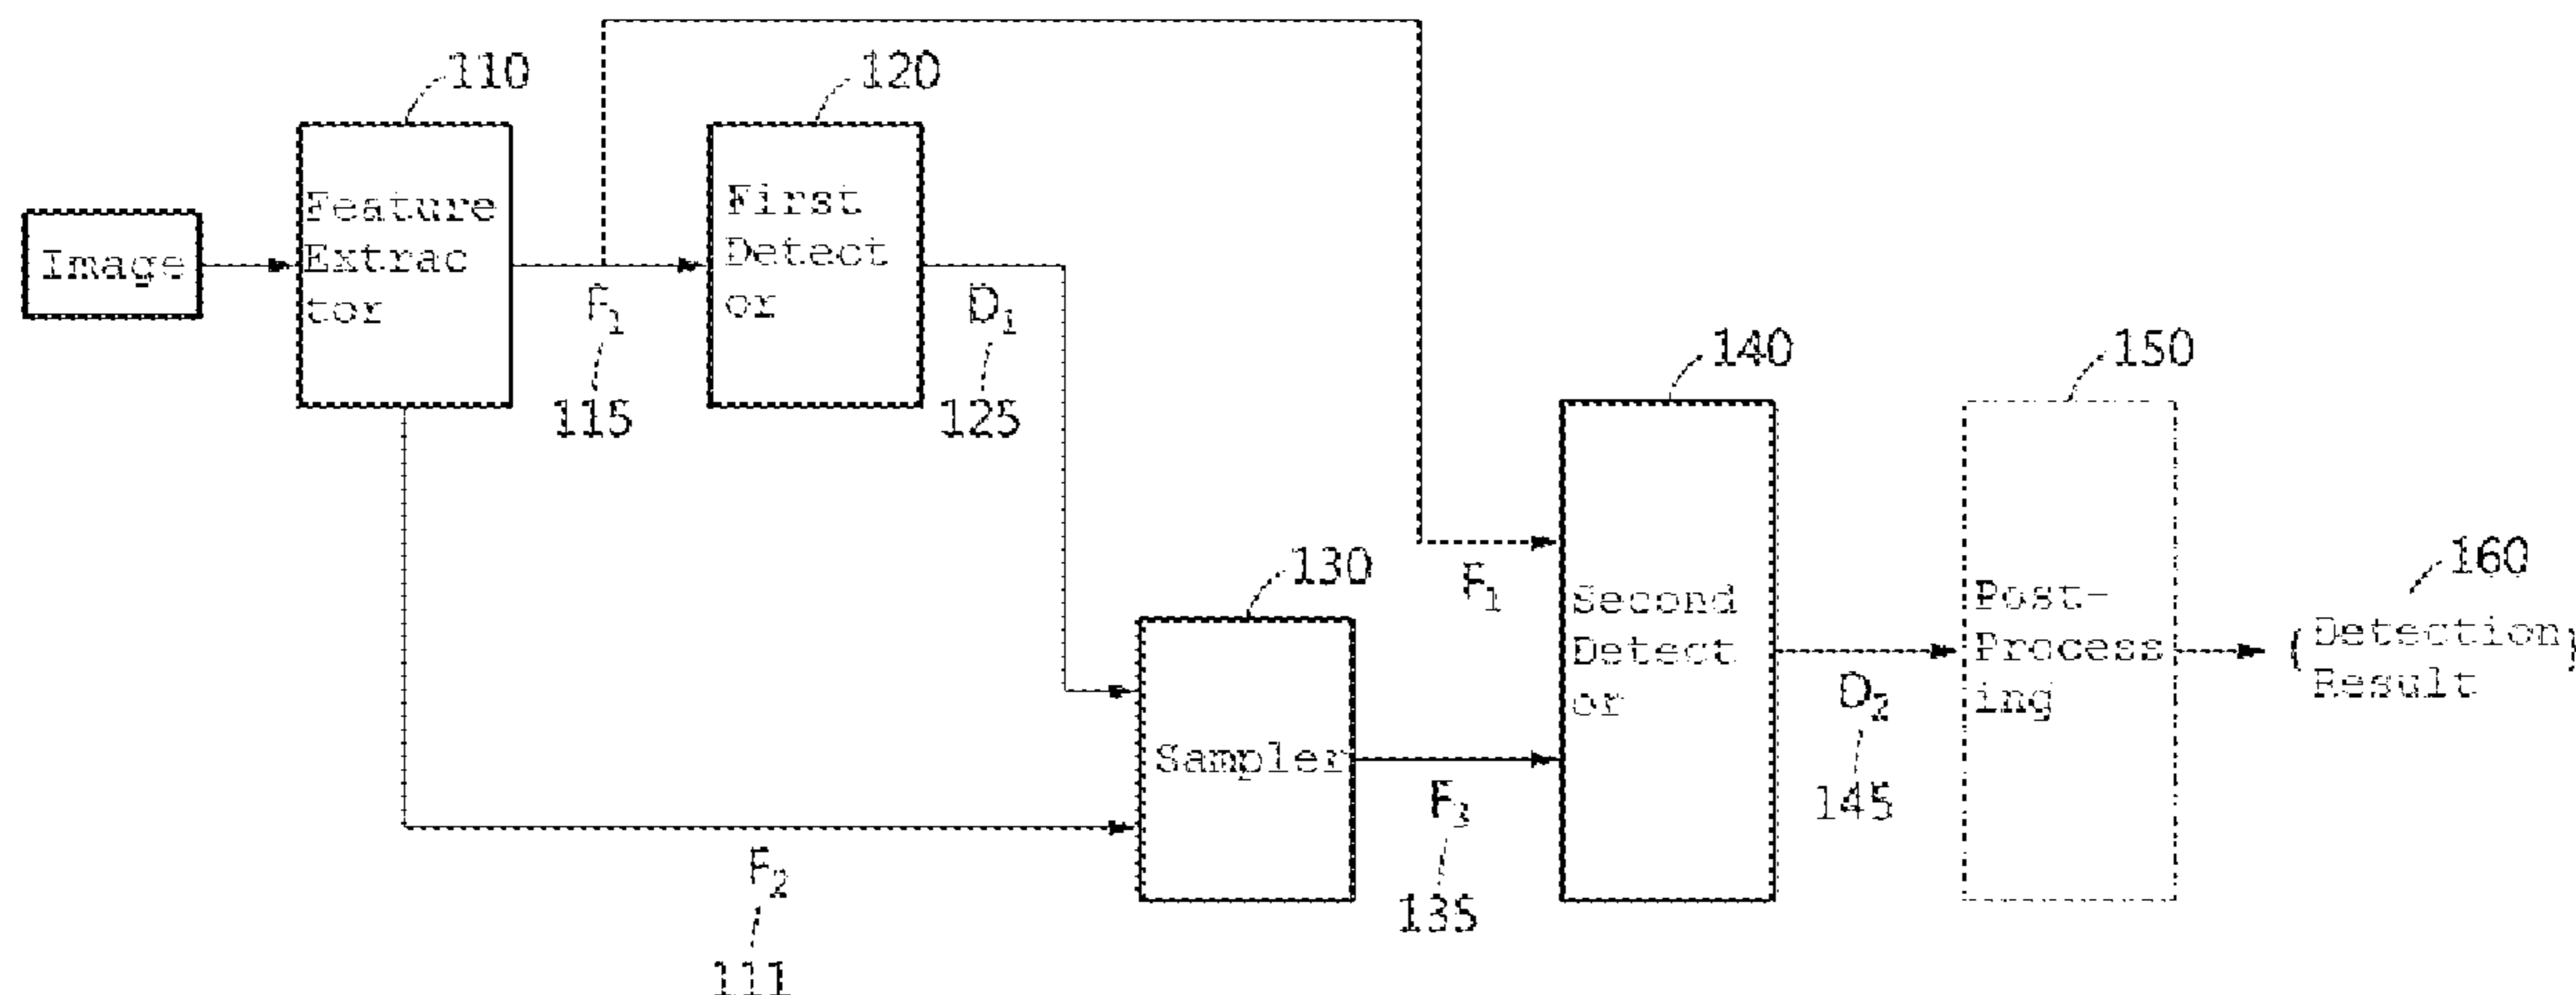 110
120
Image
Feature
Extrac
tor
First
Detect
or
F1
D1
115
125
140
150
130
F1
160
Second
Detect
or
Post-
Process
ing
(Detection)
Result
Sampler
D2
F3
145
F2
135
111